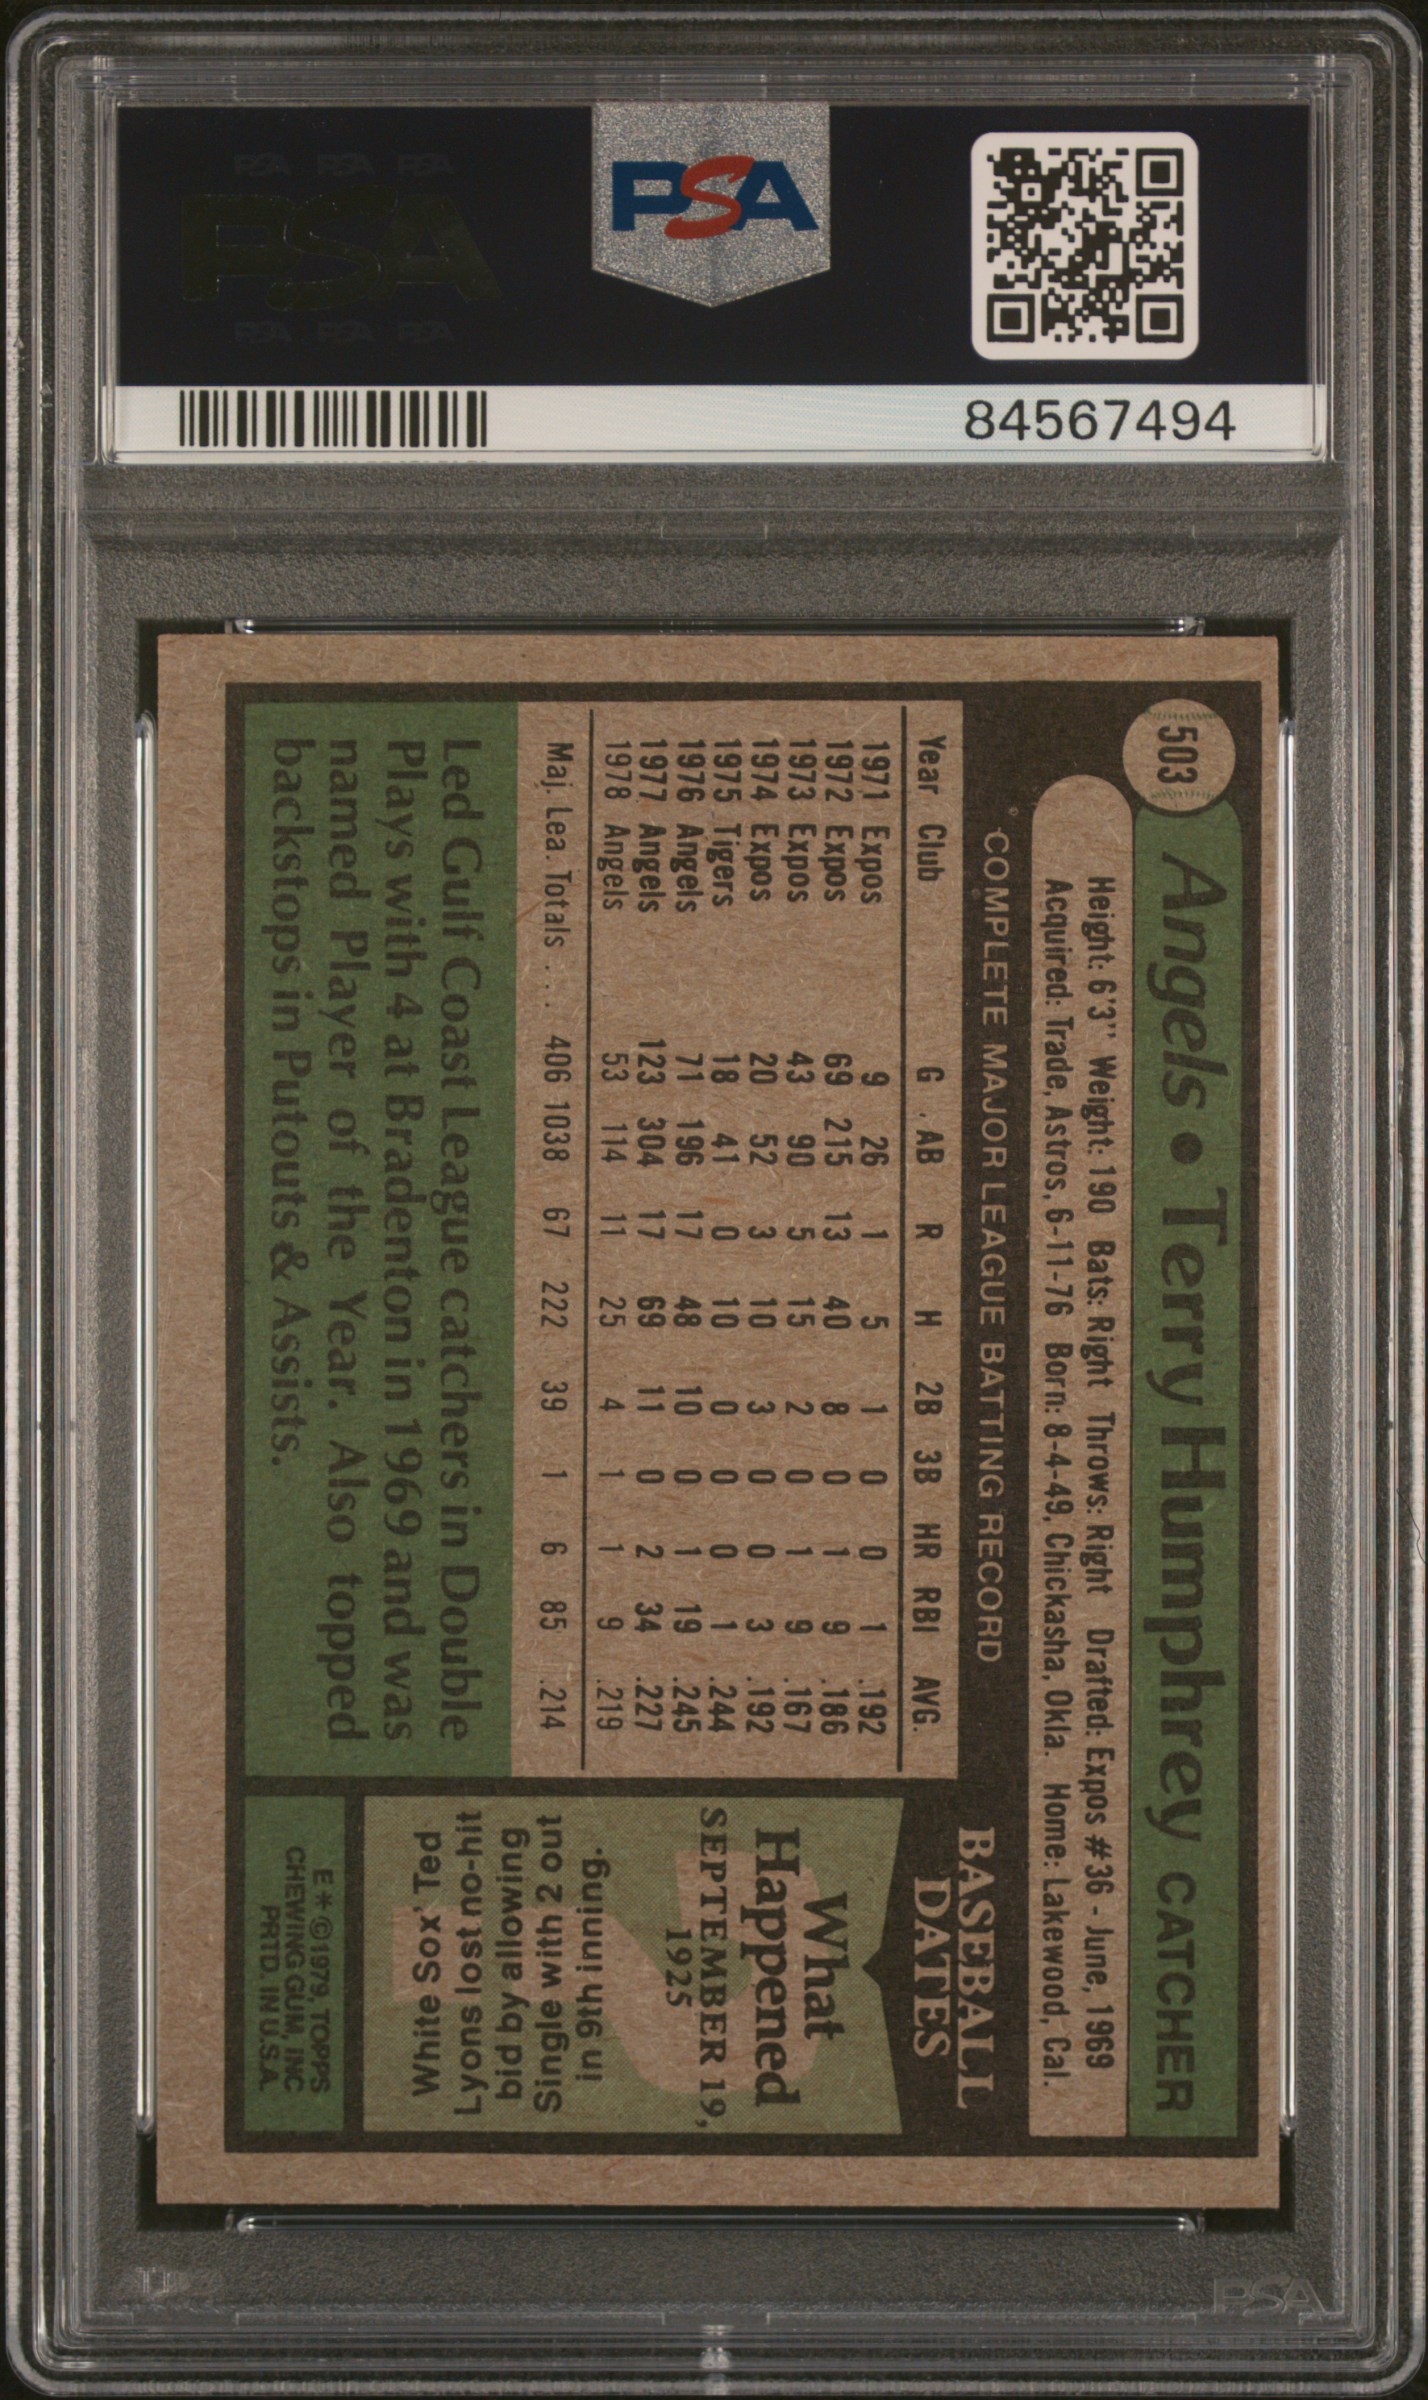 PSA PSA PSA
PSA
PSA PSA PSA
PSA
84567494
503
Angels • Terry Humphrey CATCHER
Height: 6'3" Weight: 190 Bats: Right Throws: Right Drafted: Expos #36 - June, 1969
Acquired: Trade, Astros, 6-11-76 Born: 8-4-49, Chickasha, Okla. Home: Lakewood, Cal.
COMPLETE MAJOR LEAGUE BATTING RECORD
Year Club G AB R H 2B 3B HR RBI AVG.
1971 Expos 9 26 1 5 1 0 0 1 .192
1972 Expos 69 215 13 40 8 0 1 9 .186
1973 Expos 43 90 5 15 2 0 1 9 .167
1974 Expos 20 52 3 10 3 0 0 3 .192
1975 Tigers 18 41 0 10 0 0 0 1 .244
1976 Angels 71 196 17 48 10 0 1 19 .245
1977 Angels 123 304 17 69 11 0 2 34 .227
1978 Angels 53 114 11 25 4 1 1 9 .219
Maj. Lea. Totals ... 406 1038 67 222 39 1 6 85 .214
Led Gulf Coast League catchers in Double
Plays with 4 at Bradenton in 1969 and was
named Player of the Year. Also topped
backstops in Putouts & Assists.
BASEBALL
DATES
What
Happened
SEPTEMBER 19,
1925
White Sox' Ted
Lyons lost no-hit
bid by allowing
Single with 2 out
in 9th inning.
E* ©1979, TOPPS
CHEWING GUM, INC
PRTD. IN U.S.A.
PSA